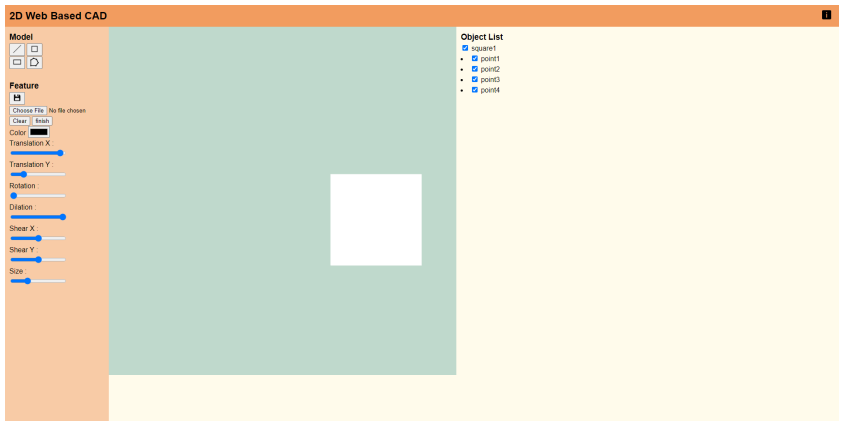 2D Web Based CAD
i
Model
Feature
Choose File No file chosen
Clear finish
Color
Translation X :
Translation Y :
Rotation :
Dilation :
Shear X :
Shear Y :
Size :
Object List
square1
point1
point2
point3
point4